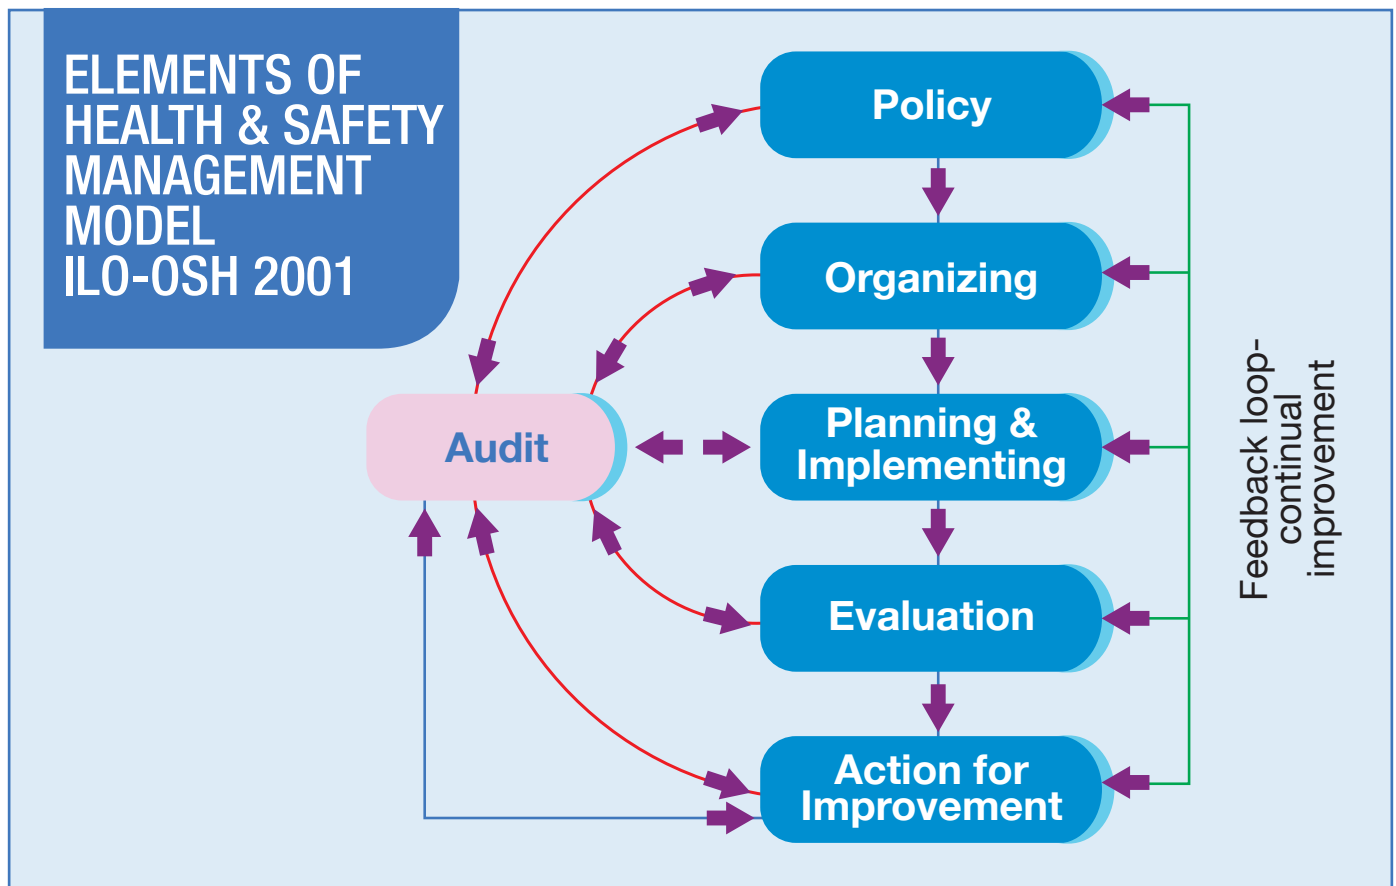 ELEMENTS OF
HEALTH & SAFETY
MANAGEMENT
MODEL
ILO-OSH 2001
Policy
Organizing
Audit
Planning &
Implementing
Evaluation
Action for
Improvement
Feedback loop-
continual
improvement